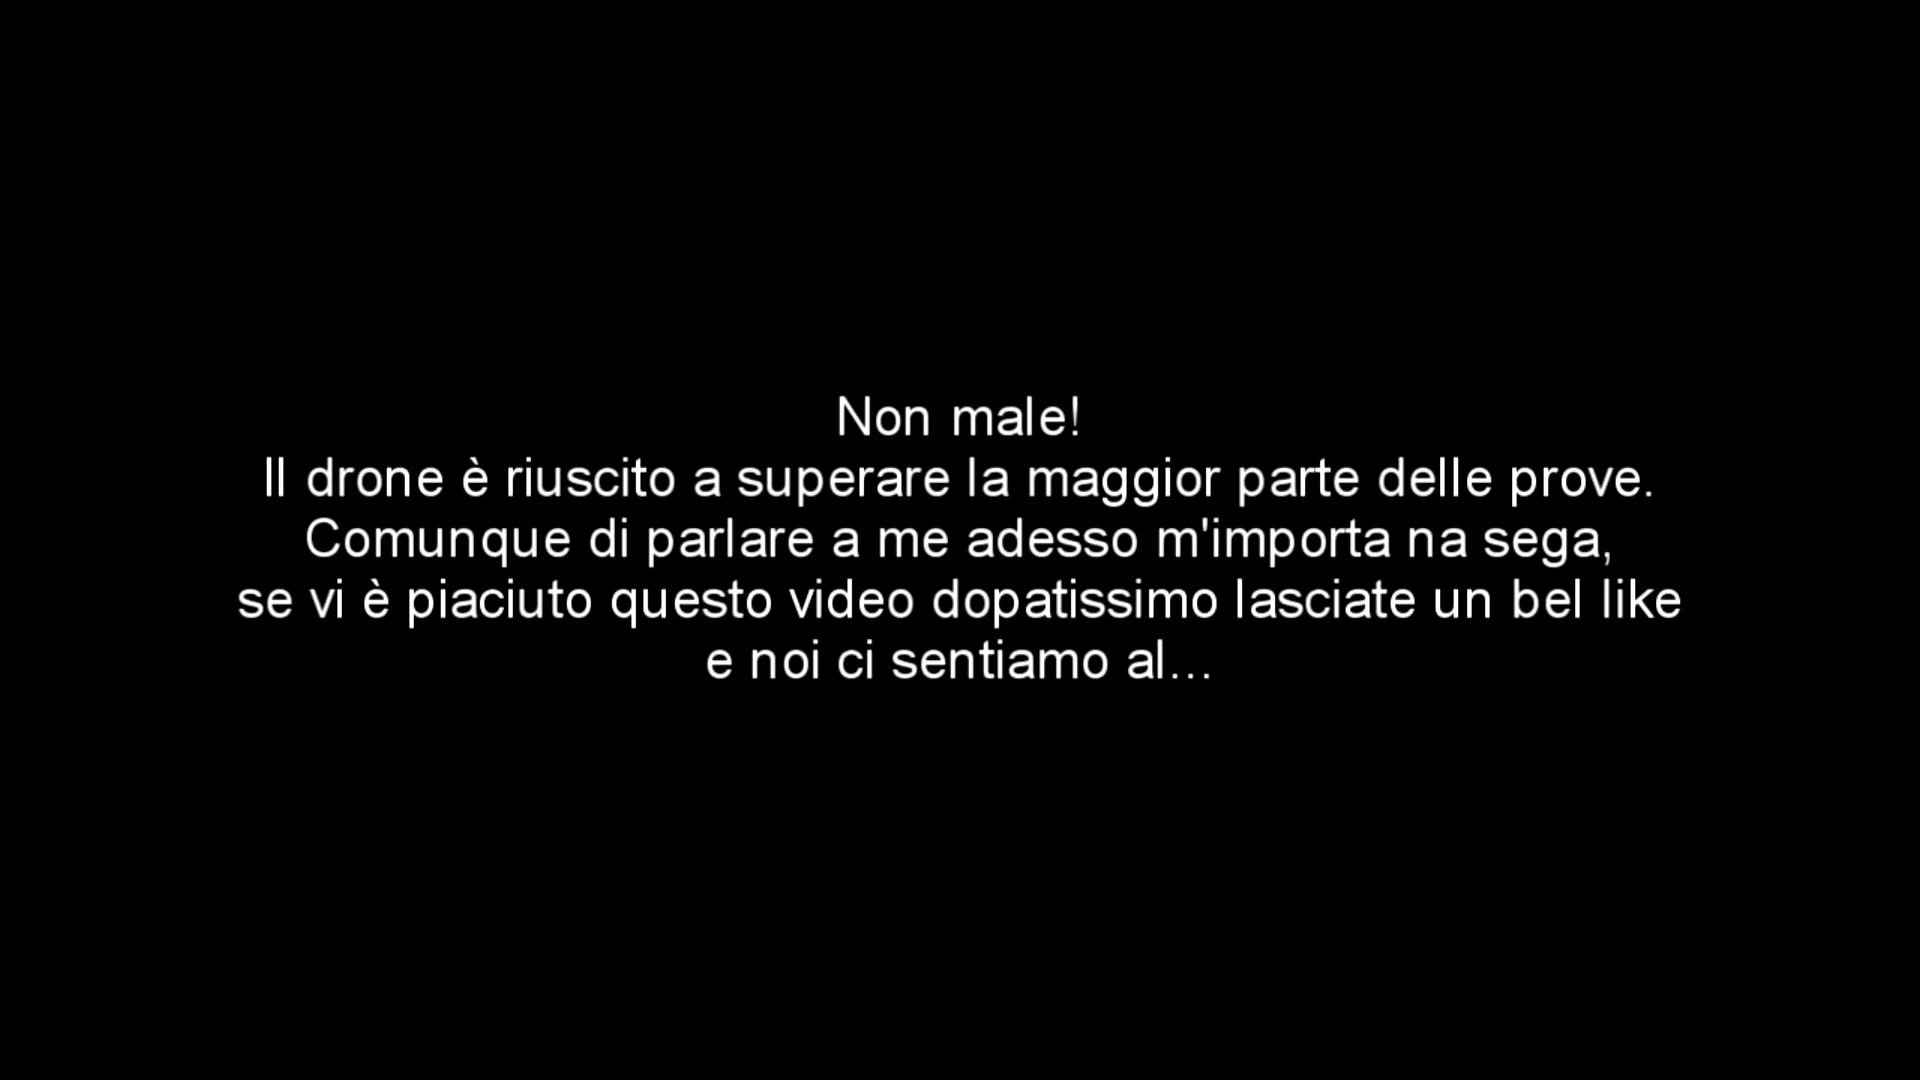 Non male!
Il drone è riuscito a superare la maggior parte delle prove.
Comunque di parlare a me adesso m'importa na sega,
se vi è piaciuto questo video dopatissimo lasciate un bel like
e noi ci sentiamo al...